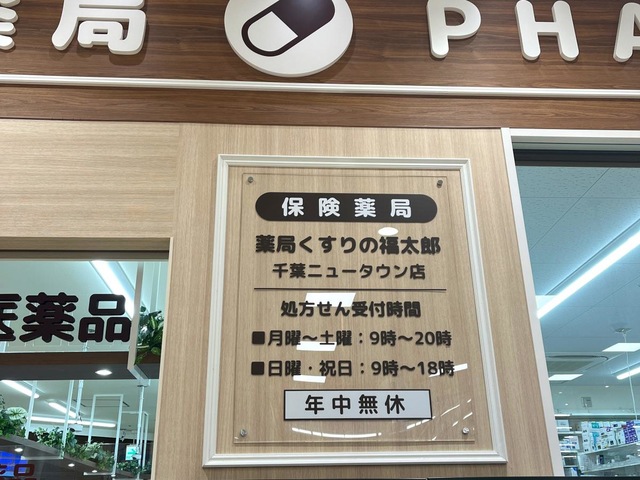 薬局
PHA
保険薬局
薬局くすりの福太郎
千葉ニュータウン店
処方せん受付時間
■月曜～土曜：9時～20時
■日曜・祝日：9時～18時
年中無休
医薬品